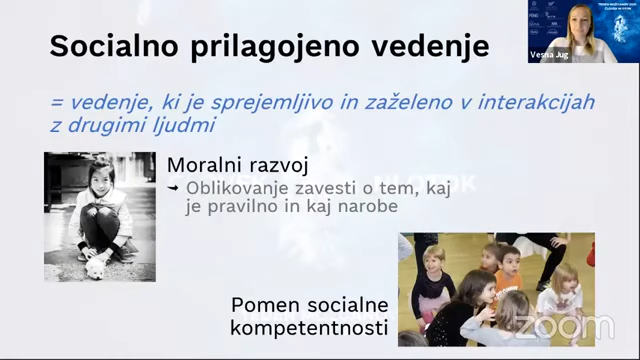 Socialno prilagojeno vedenje
Vesna Jug
= vedenje, ki je sprejemljivo in zaželeno v interakcijah
z drugimi ljudmi
Moralni razvoj
➞ Oblikovanje zavesti o tem, kaj
je pravilno in kaj narobe
Pomen socialne
kompetentnosti
zoom